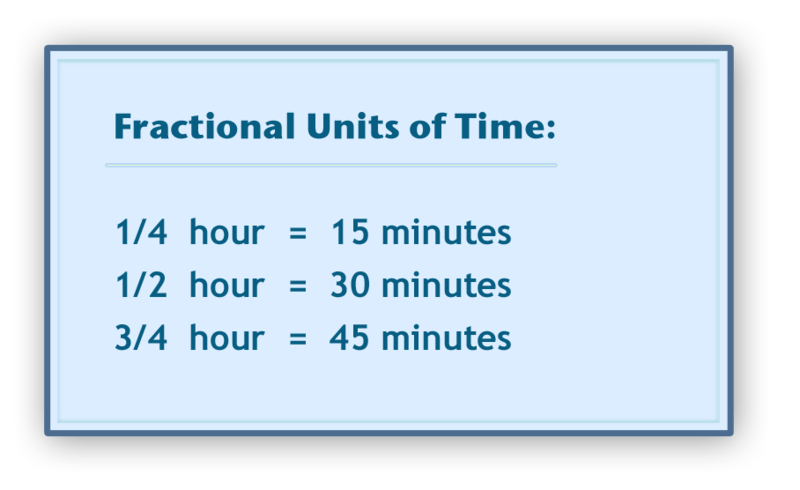 Fractional Units of Time:
1/4 hour = 15 minutes
1/2 hour = 30 minutes
3/4 hour = 45 minutes